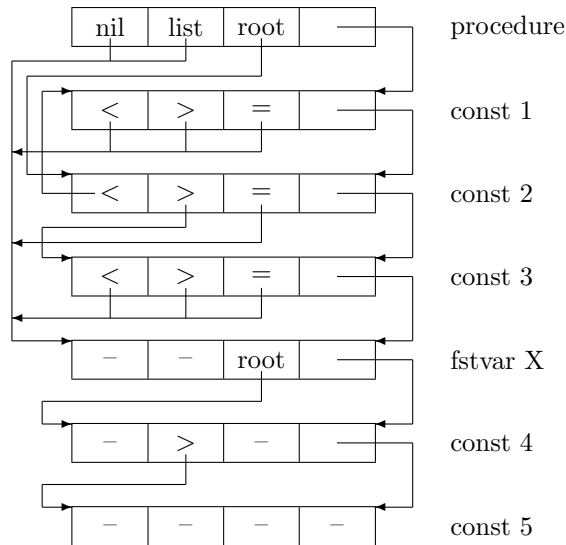 nil list root procedure
< > = const 1
< > = const 2
< > = const 3
– – root fstvar X
– > – const 4
– – – – const 5